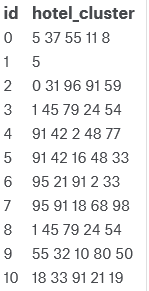 id hotel_cluster
0 5 37 55 11 8
1 5
2 0 31 96 91 59
3 1 45 79 24 54
4 91 42 2 48 77
5 91 42 16 48 33
6 95 21 91 2 33
7 95 91 18 68 98
8 1 45 79 24 54
9 55 32 10 80 50
10 18 33 91 21 19